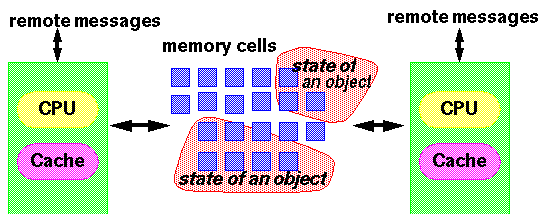 remote messages
remote messages
memory cells
state of
an object
CPU
CPU
Cache
Cache
state of an object